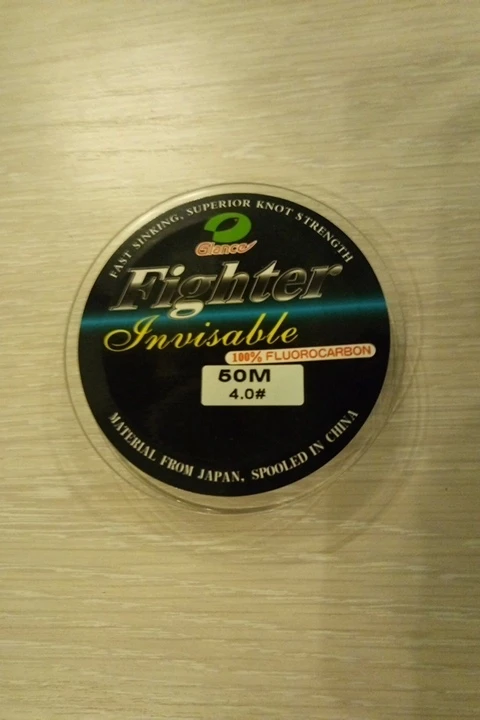 FAST SINKING, SUPERIOR KNOT STRENGTH
Glance
Fighter
Invisable
100% FLUOROCARBON
50M
4.0#
MATERIAL FROM JAPAN, SPOOLED IN CHINA